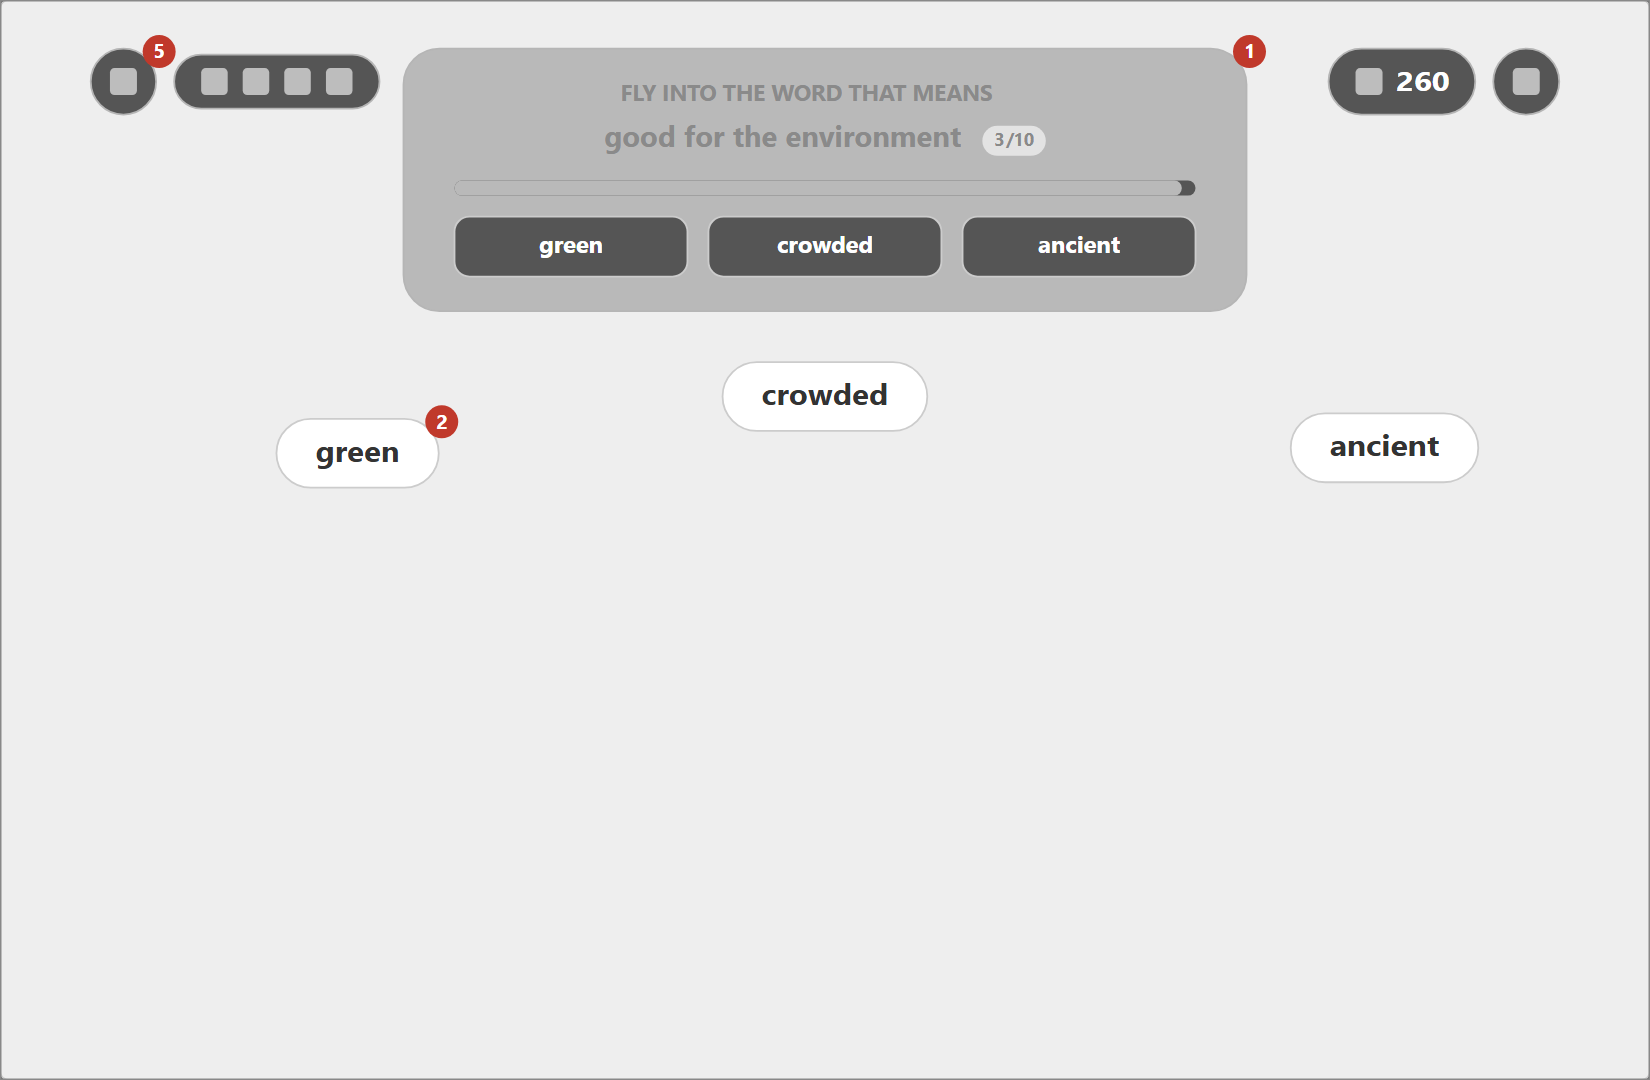 5
1
260
FLY INTO THE WORD THAT MEANS
good for the environment 3/10
green crowded ancient
crowded
green
2
ancient